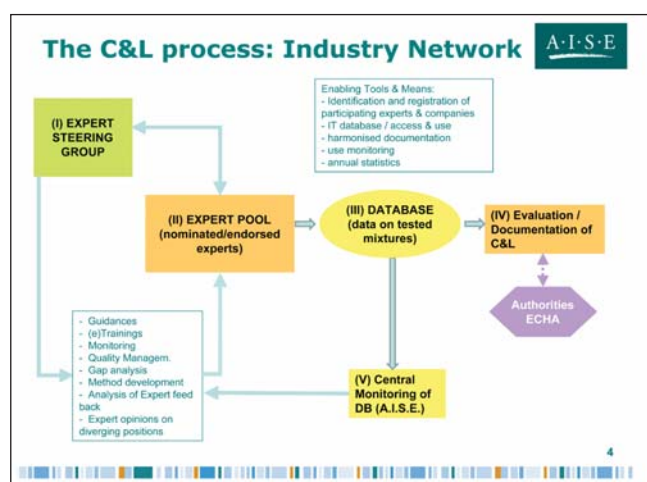 The C&L process: Industry Network
A·I·S·E
Enabling Tools & Means:
- Identification and registration of
participating experts & companies
- IT database / access & use
- harmonised documentation
- use monitoring
- annual statistics
(I) EXPERT
STEERING
GROUP
(II) EXPERT POOL
(nominated/endorsed
experts)
(III) DATABASE
(data on tested
mixtures)
(IV) Evaluation /
Documentation of
C&L
Authorities
ECHA
- Guidances
- (e)Trainings
- Monitoring
- Quality Managem.
- Gap analysis
- Method development
- Analysis of Expert feed
back
- Expert opinions on
diverging positions
(V) Central
Monitoring of
DB (A.I.S.E.)
4